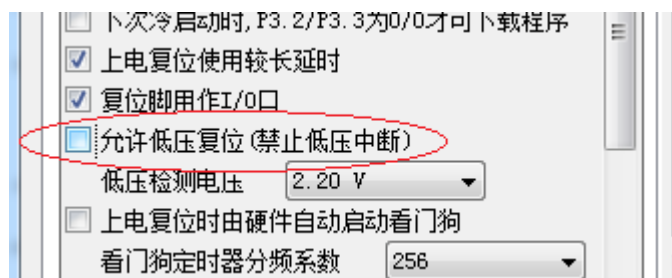 下次冷启动时,P3.2/P3.3为0/0才可下载程序
上电复位使用较长延时
复位脚用作I/O口
允许低压复位(禁止低压中断)
低压检测电压 2.20 V
上电复位时由硬件自动启动看门狗
看门狗定时器分频系数 256